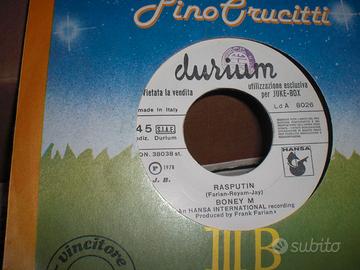 Pino Crucitti
durium
Vietata la vendita
utilizzazione esclusiva
per JUKE-BOX
made in Italy
Ld A 8026
45
S.I.A.E.
ediz. Durium
ON. 38038 st.
P 1978
J. B.
HANSA
RASPUTIN
(Farian-Reyam-Jay)
BONEY M
An HANSA INTERNATIONAL recording
Produced by Frank Farian
vincitore
III B
subito